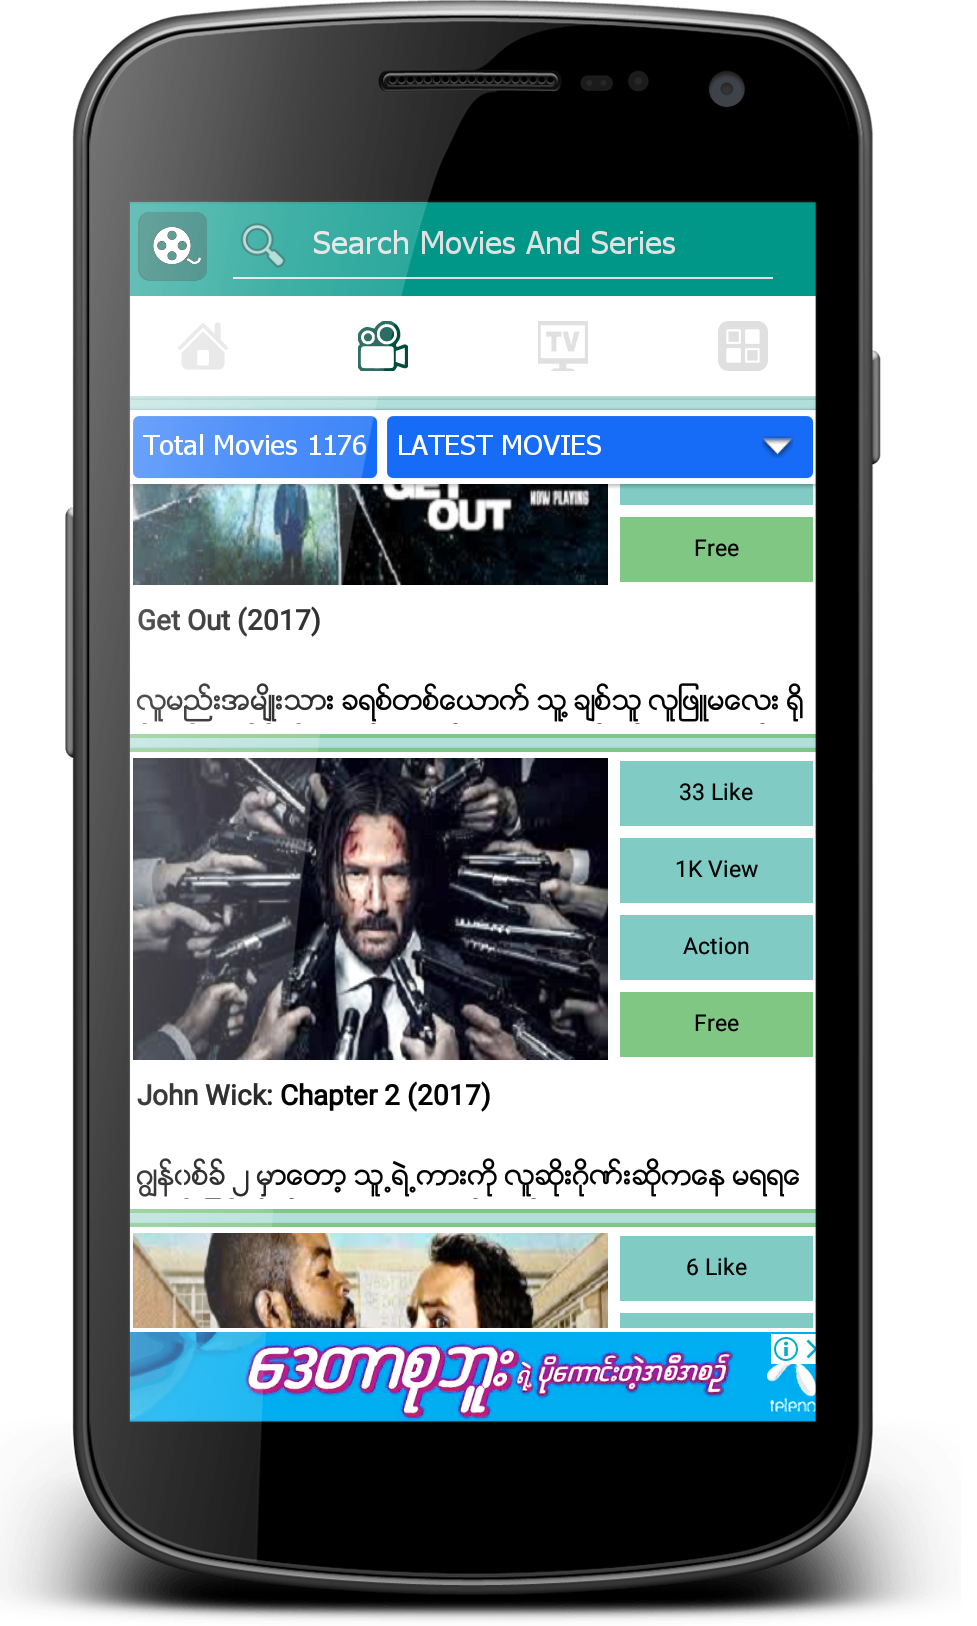 Search Movies And Series
TV
Total Movies 1176
LATEST MOVIES
GET
OUT
NOW PLAYING
Free
Get Out (2017)
လူမည်းအမျိုးသား ခရစ်တစ်ယောက် သူ့ ချစ်သူ လူဖြူမလေး ရို
33 Like
1K View
Action
Free
John Wick: Chapter 2 (2017)
ဂျွန်ဝစ်ခ် ၂ မှာတော့ သူ့ရဲ့ကားကို လူဆိုးဂိုဏ်းဆိုကနေ မရရ
6 Like
ဒေတာစုဘူး ရဲ့ ပိုကောင်းတဲ့အစီအစဉ်